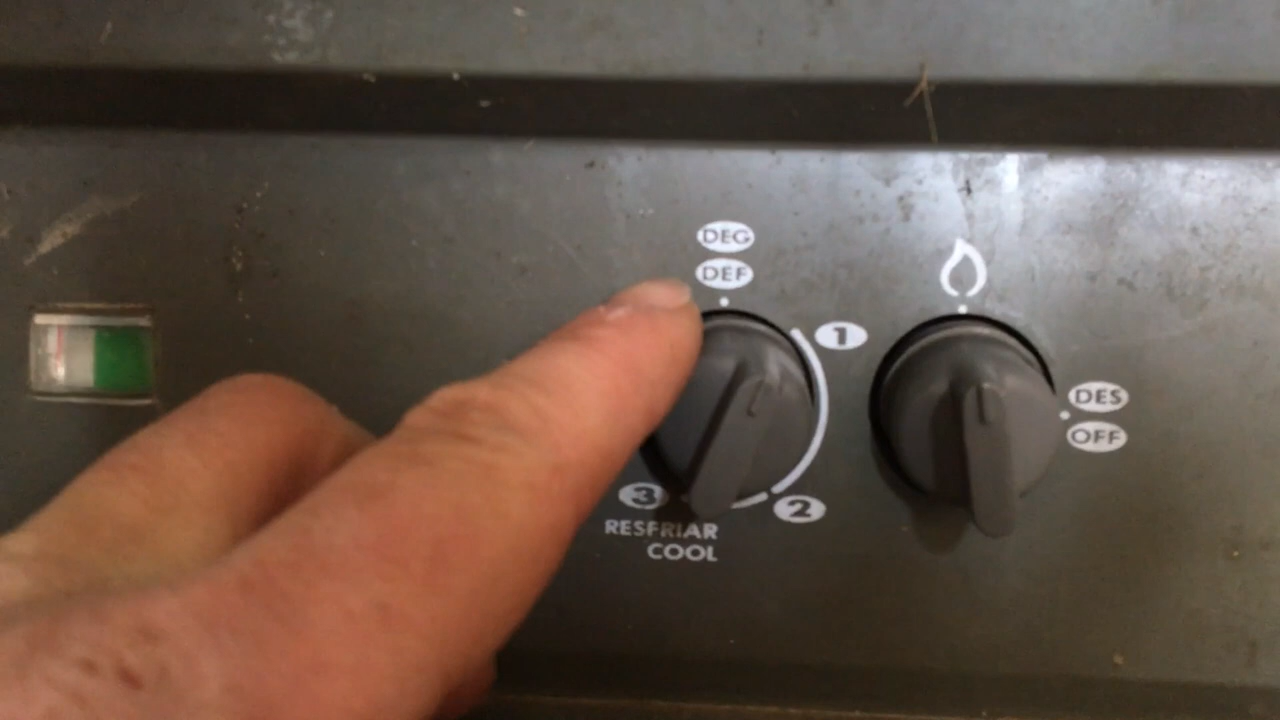 DEG
DEF
1
DES
OFF
3
2
RESFRIAR
COOL